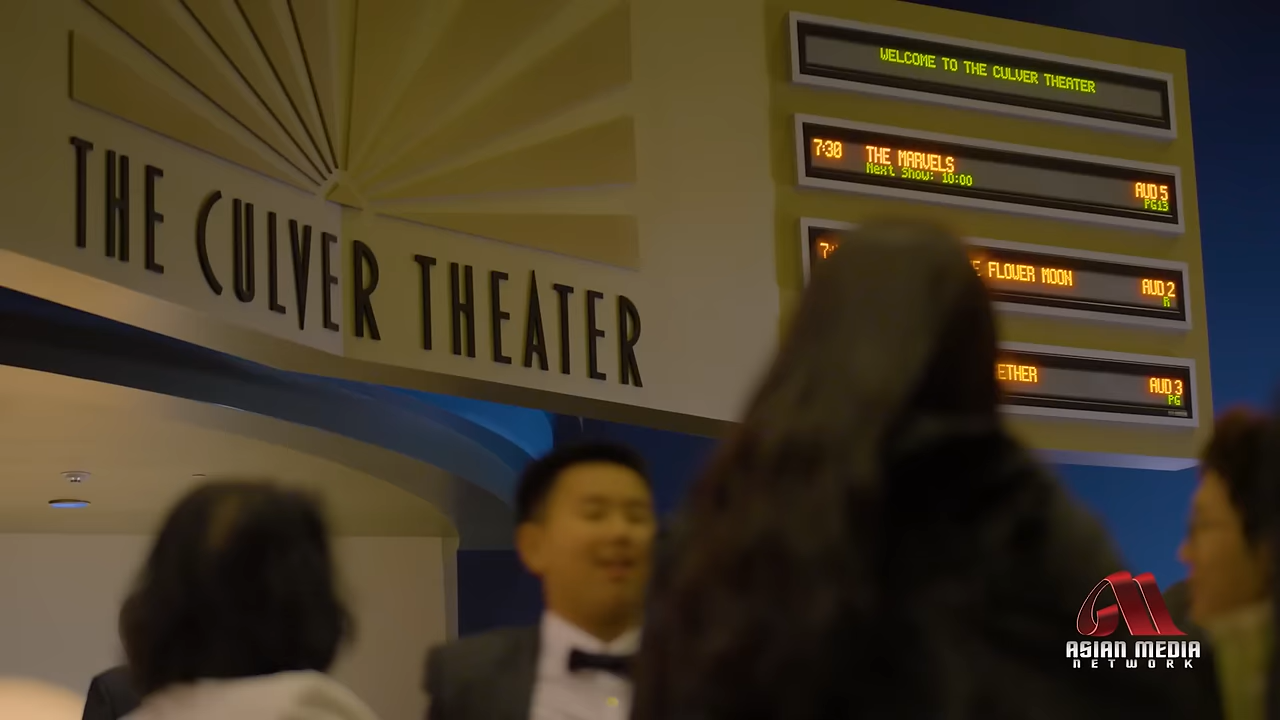 THE CULVER THEATER
WELCOME TO THE CULVER THEATER
7:30 THE MARVELS AUD 5
Next Show: 10:00 PG13
FLOWER MOON AUD 2
R
AUD 3
PG
ASIAN MEDIA
NETWORK